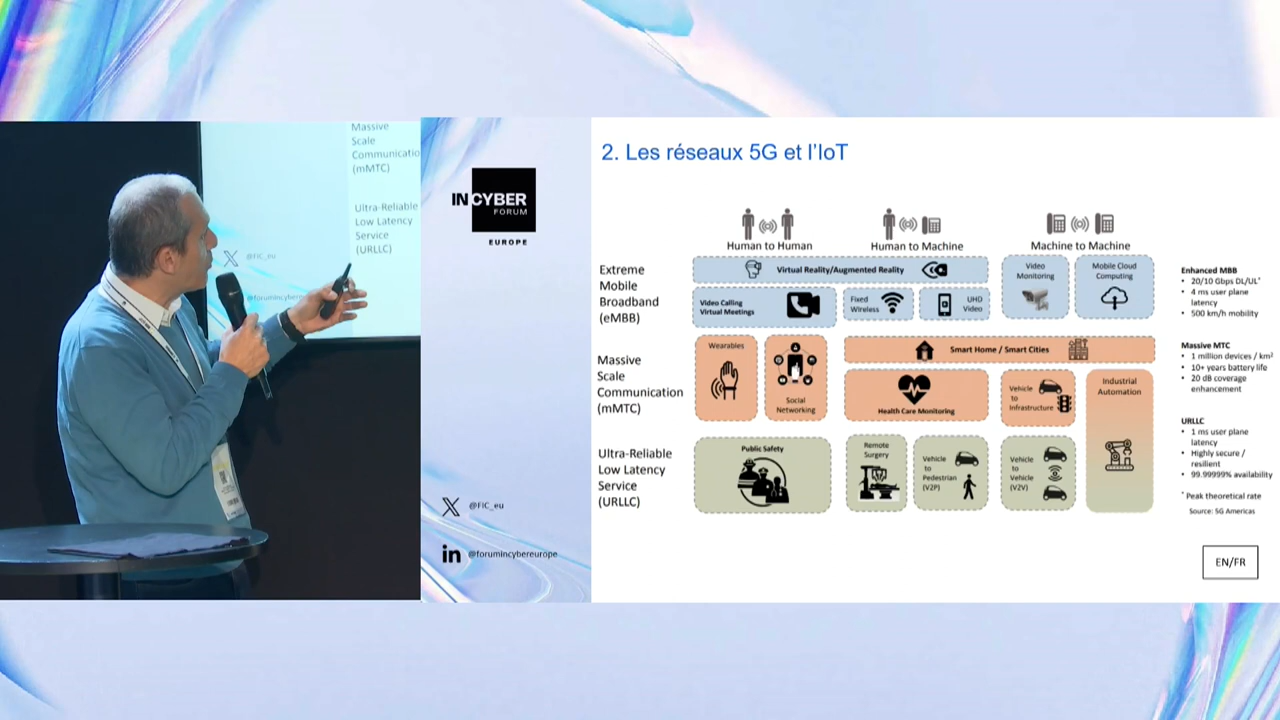 Massive
Scale
Communicatio
(mMTC)
Ultra-Reliable
Low Latency
Service
(URLLC)
@FIC_eu
@forumincybere
IN CYBER
FORUM
EUROPE
@FIC_eu
in @forumincybereurope
2. Les réseaux 5G et l'IoT
Human to Human
Human to Machine
Machine to Machine
Extreme
Mobile
Broadband
(eMBB)
Virtual Reality/Augmented Reality
Video Calling
Virtual Meetings
Fixed
Wireless
UHD
Video
Video
Monitoring
Mobile Cloud
Computing
Massive
Scale
Communication
(mMTC)
Wearables
Social
Networking
Smart Home / Smart Cities
Health Care Monitoring
Vehicle
to
Infrastructure
Industrial
Automation
Ultra-Reliable
Low Latency
Service
(URLLC)
Public Safety
Remote
Surgery
Vehicle
to
Pedestrian
(V2P)
Vehicle
to
Vehicle
(V2V)
Enhanced MBB
• 20/10 Gbps DL/UL*
• 4 ms user plane
latency
• 500 km/h mobility
Massive MTC
• 1 million devices / km²
• 10+ years battery life
• 20 dB coverage
enhancement
URLLC
• 1 ms user plane
latency
• Highly secure /
resilient
• 99.99999% availability
* Peak theoretical rate
Source: 5G Americas
EN/FR